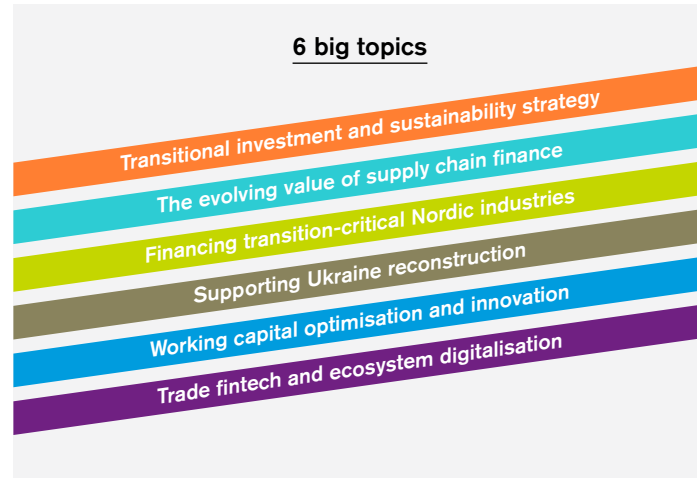 6 big topics
Transitional investment and sustainability strategy
The evolving value of supply chain finance
Financing transition-critical Nordic industries
Supporting Ukraine reconstruction
Working capital optimisation and innovation
Trade fintech and ecosystem digitalisation